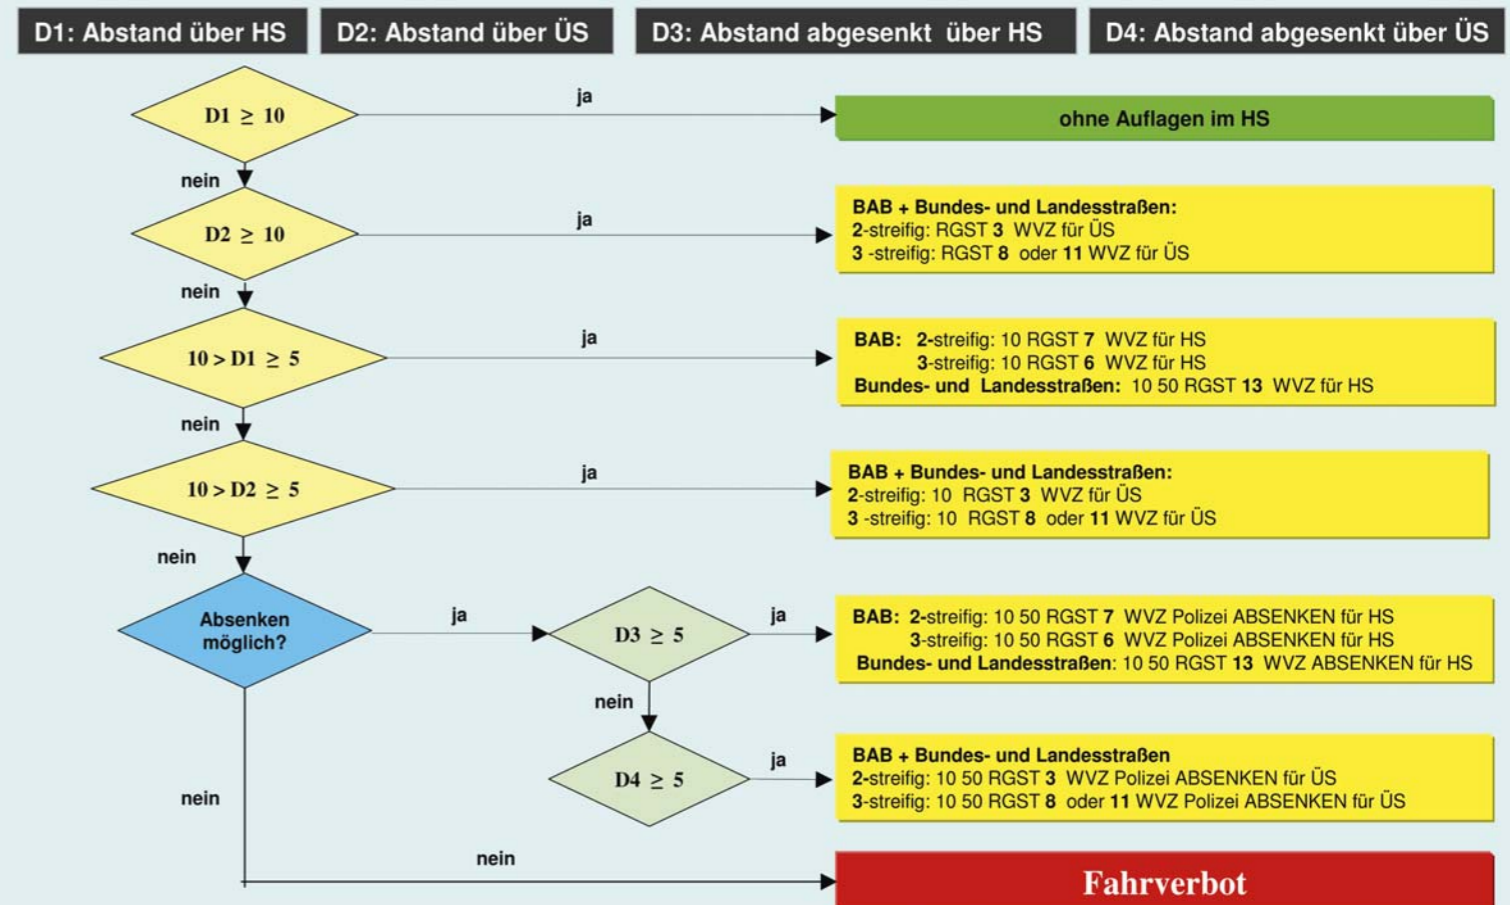 D1: Abstand über HS
D2: Abstand über ÜS
D3: Abstand abgesenkt über HS
D4: Abstand abgesenkt über ÜS
D1 ≥ 10
ja
ohne Auflagen im HS
nein
D2 ≥ 10
ja
BAB + Bundes- und Landesstraßen:
2-streifig: RGST 3 WVZ für ÜS
3 -streifig: RGST 8 oder 11 WVZ für ÜS
nein
10 > D1 ≥ 5
ja
BAB: 2-streifig: 10 RGST 7 WVZ für HS
3-streifig: 10 RGST 6 WVZ für HS
Bundes- und Landesstraßen: 10 50 RGST 13 WVZ für HS
nein
10 > D2 ≥ 5
ja
BAB + Bundes- und Landesstraßen:
2-streifig: 10 RGST 3 WVZ für ÜS
3 -streifig: 10 RGST 8 oder 11 WVZ für ÜS
nein
Absenken
möglich?
ja
D3 ≥ 5
ja
BAB: 2-streifig: 10 50 RGST 7 WVZ Polizei ABSENKEN für HS
3-streifig: 10 50 RGST 6 WVZ Polizei ABSENKEN für HS
Bundes- und Landesstraßen: 10 50 RGST 13 WVZ ABSENKEN für HS
nein
D4 ≥ 5
ja
BAB + Bundes- und Landesstraßen
2-streifig: 10 50 RGST 3 WVZ Polizei ABSENKEN für ÜS
3-streifig: 10 50 RGST 8 oder 11 WVZ Polizei ABSENKEN für ÜS
nein
nein
Fahrverbot